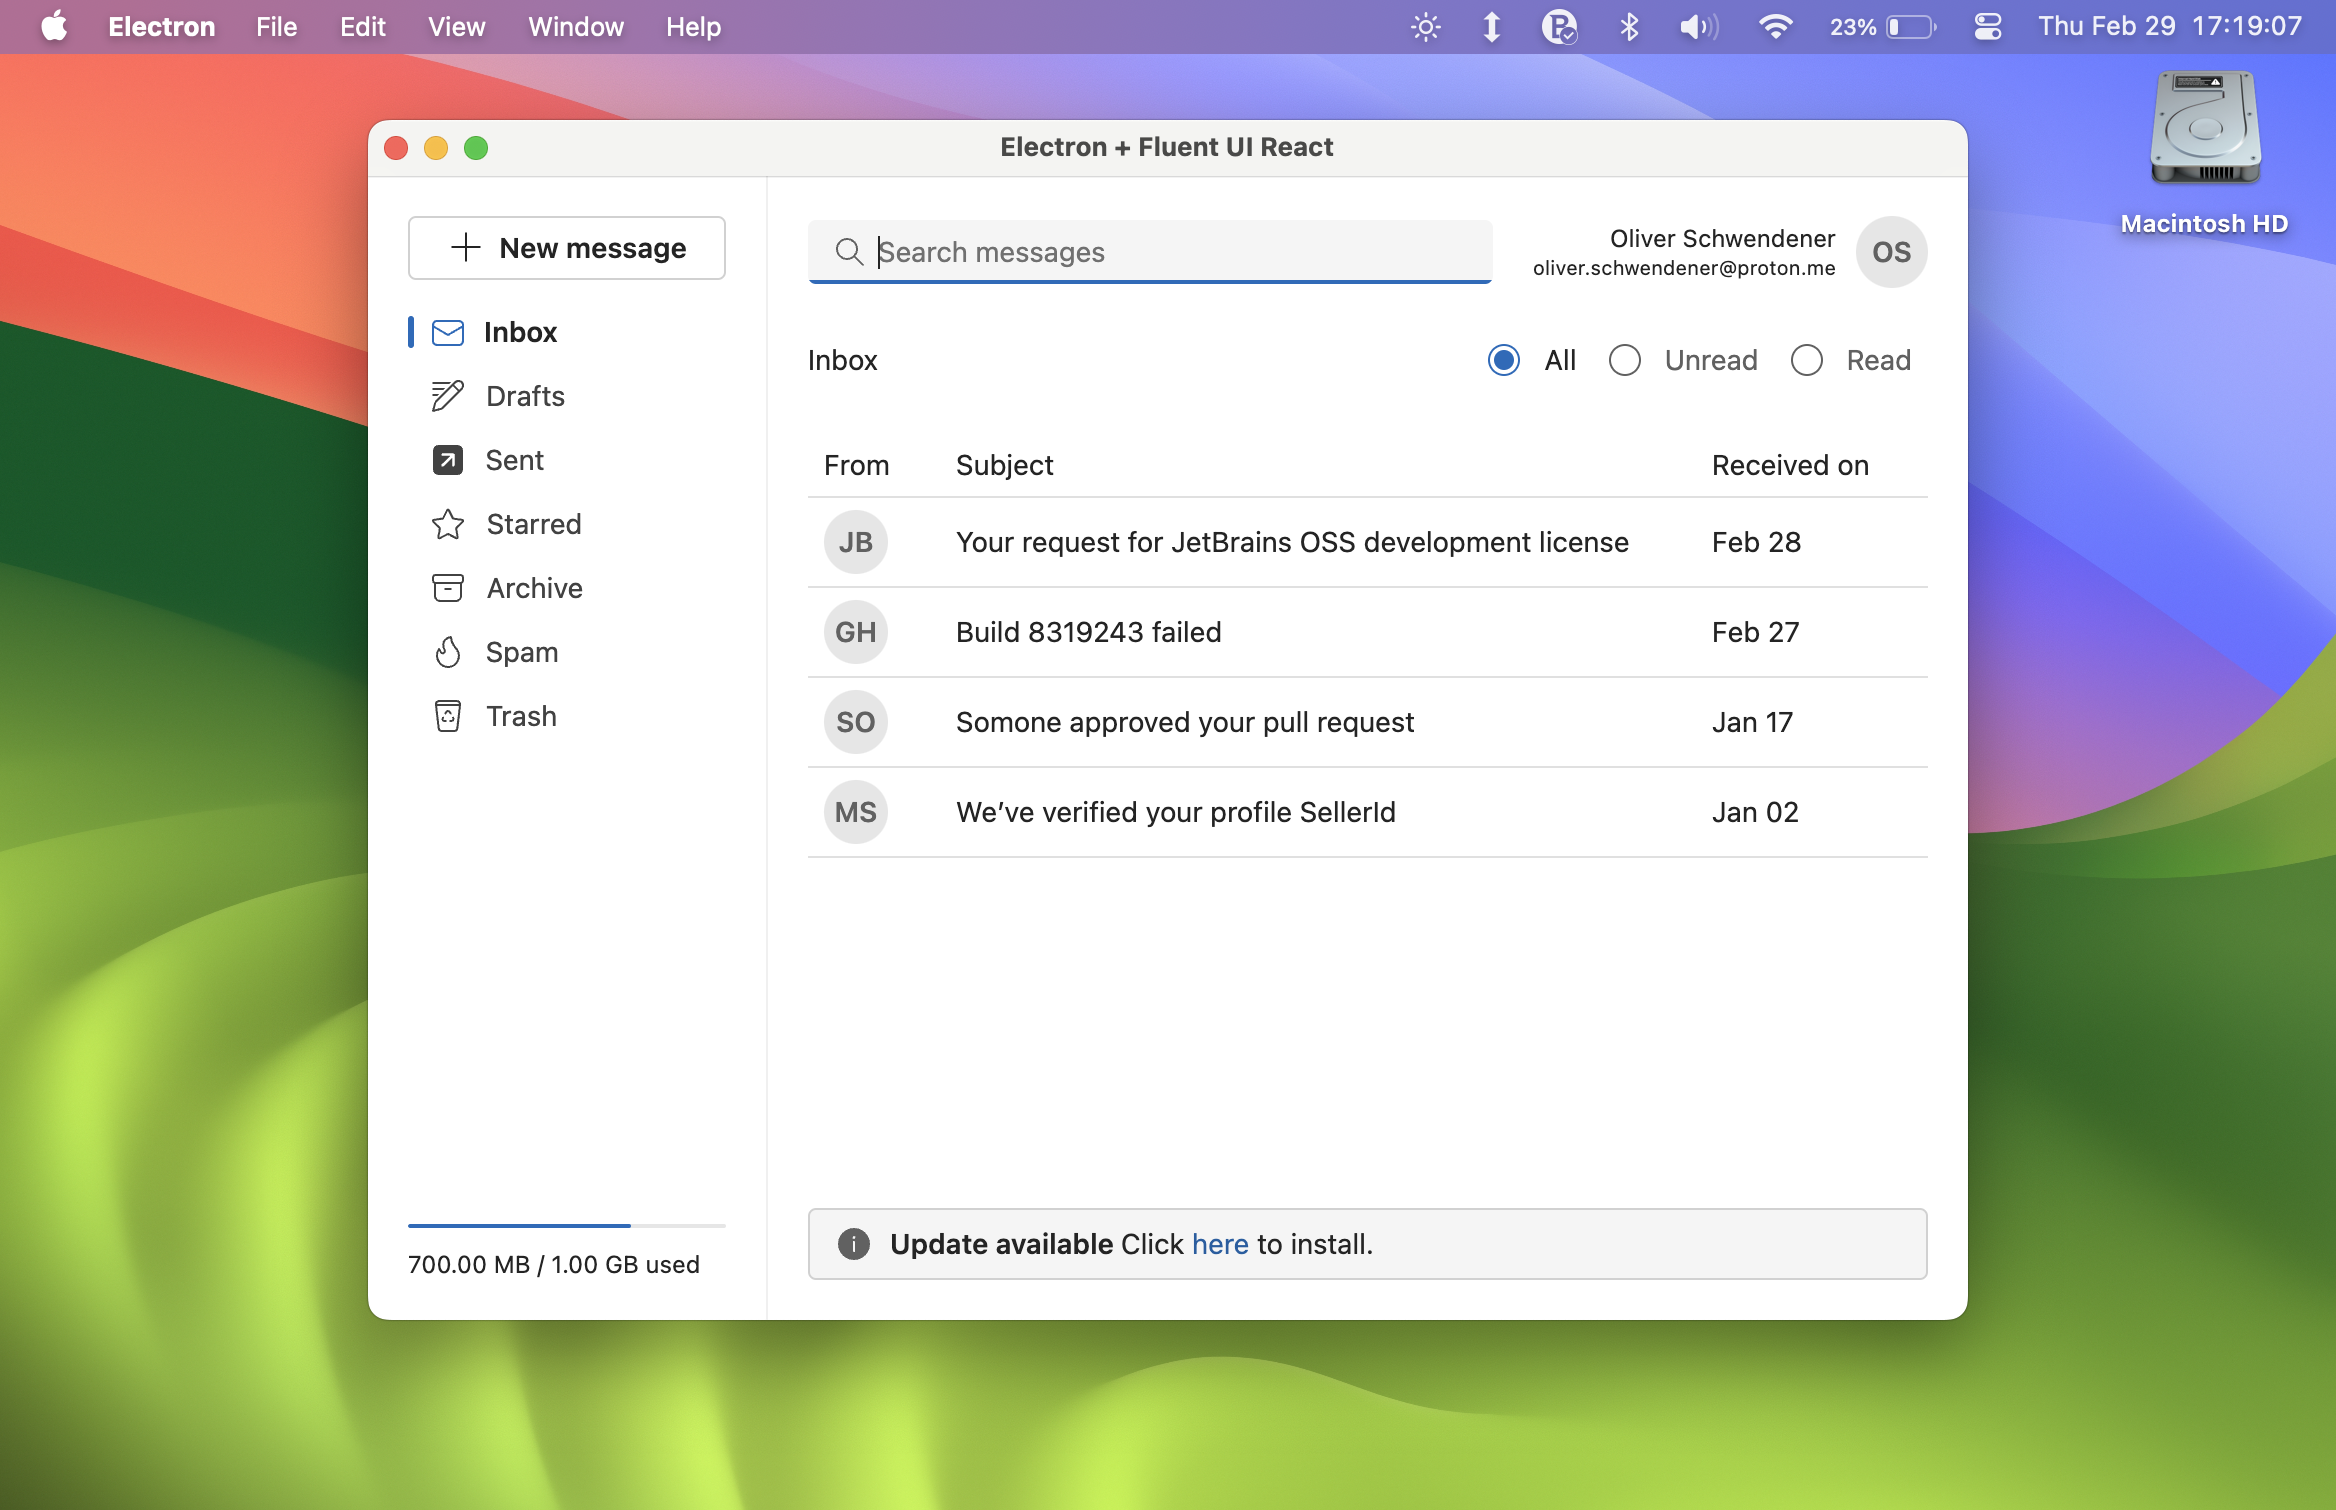 Electron File Edit View Window Help 23% Thu Feb 29 17:19:07
Macintosh HD
Electron + Fluent UI React
New message
Inbox
Drafts
Sent
Starred
Archive
Spam
Trash
700.00 MB / 1.00 GB used
Search messages
Oliver Schwendener
oliver.schwendener@proton.me
OS
Inbox All Unread Read
From Subject Received on
JB Your request for JetBrains OSS development license Feb 28
GH Build 8319243 failed Feb 27
SO Somone approved your pull request Jan 17
MS We’ve verified your profile SellerId Jan 02
Update available Click here to install.